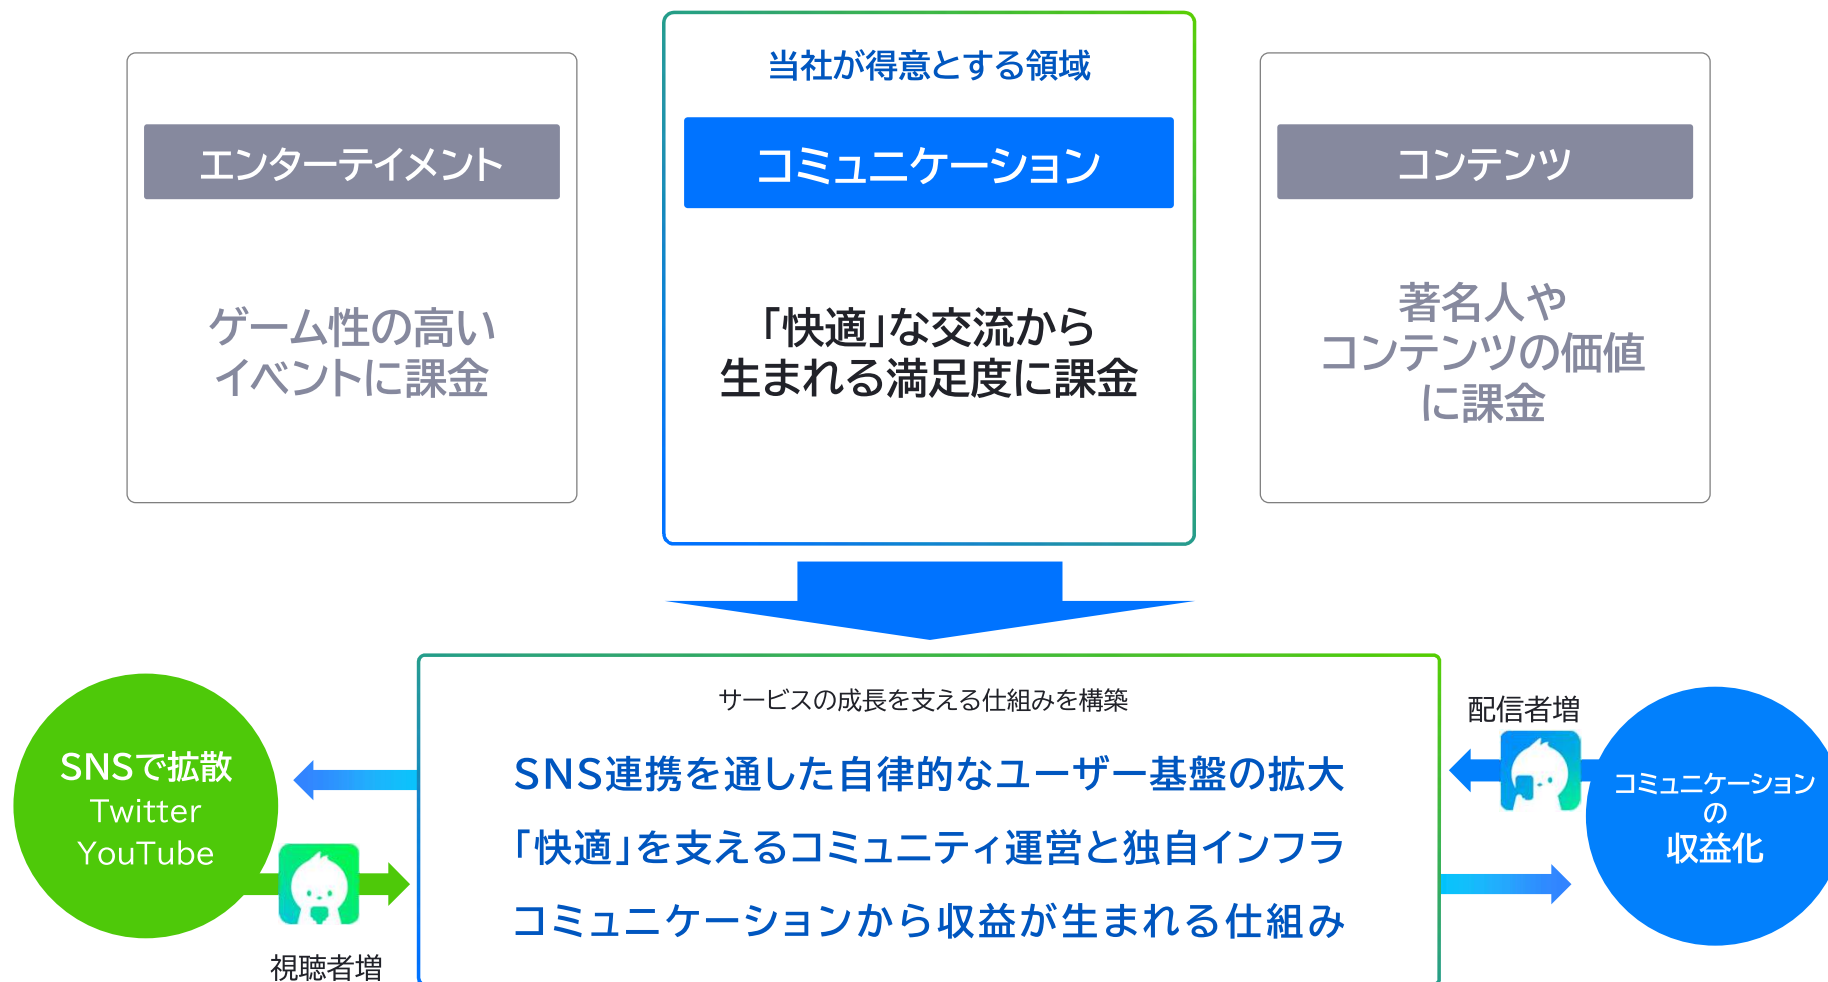 当社が得意とする領域
エンターテイメント
コミュニケーション
コンテンツ
ゲーム性の高い
イベントに課金
「快適」な交流から
生まれる満足度に課金
著名人や
コンテンツの価値
に課金
サービスの成長を支える仕組みを構築
SNS連携を通した自律的なユーザー基盤の拡大
「快適」を支えるコミュニティ運営と独自インフラ
コミュニケーションから収益が生まれる仕組み
SNSで拡散
Twitter
YouTube
視聴者増
配信者増
コミュニケーション
の
収益化